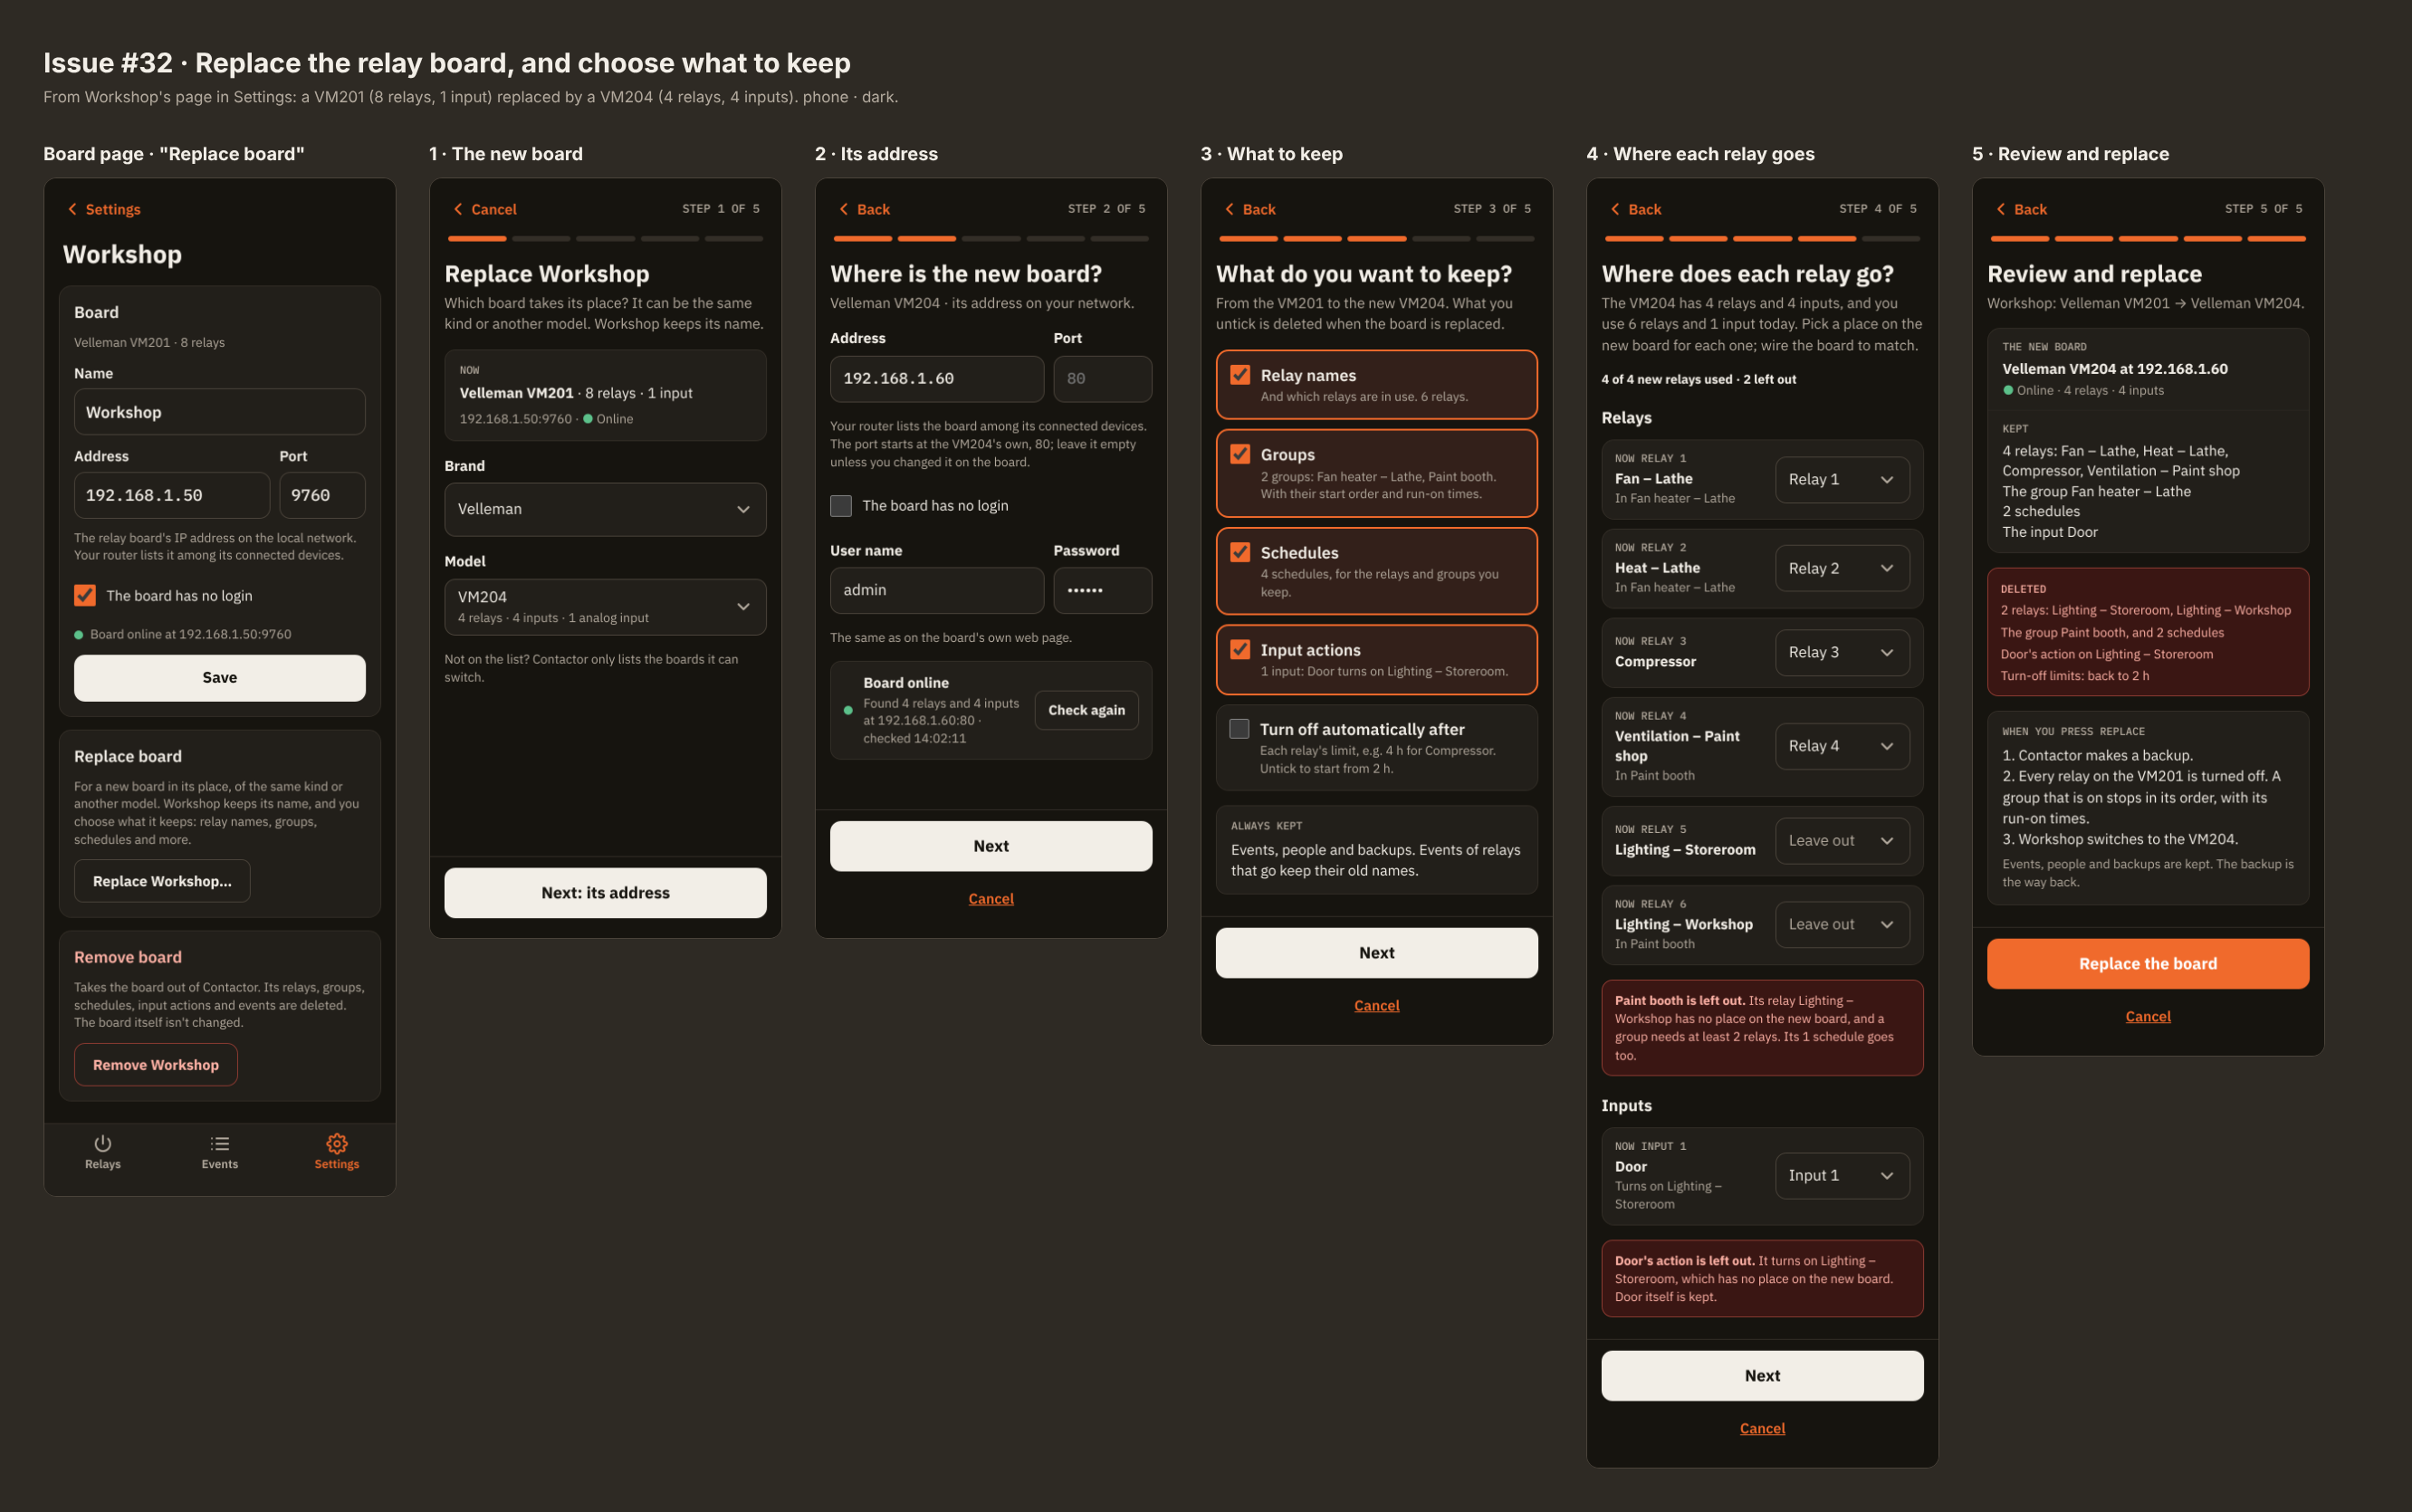 Issue #32 · Replace the relay board, and choose what to keep
From Workshop's page in Settings: a VM201 (8 relays, 1 input) replaced by a VM204 (4 relays, 4 inputs). phone · dark.
Board page · "Replace board"
Settings
Workshop
Board
Velleman VM201 · 8 relays
Name
Workshop
Address
Port
192.168.1.50
9760
The relay board's IP address on the local network.
Your router lists it among its connected devices.
The board has no login
Board online at 192.168.1.50:9760
Save
Replace board
For a new board in its place, of the same kind or
another model. Workshop keeps its name, and you
choose what it keeps: relay names, groups,
schedules and more.
Replace Workshop...
Remove board
Takes the board out of Contactor. Its relays, groups,
schedules, input actions and events are deleted.
The board itself isn't changed.
Remove Workshop
Relays
Events
Settings
1 · The new board
Cancel
STEP 1 OF 5
Replace Workshop
Which board takes its place? It can be the same
kind or another model. Workshop keeps its name.
NOW
Velleman VM201 · 8 relays · 1 input
192.168.1.50:9760 · Online
Brand
Velleman
Model
VM204
4 relays · 4 inputs · 1 analog input
Not on the list? Contactor only lists the boards it can
switch.
Next: its address
2 · Its address
Back
STEP 2 OF 5
Where is the new board?
Velleman VM204 · its address on your network.
Address
Port
192.168.1.60
80
Your router lists the board among its connected devices.
The port starts at the VM204's own, 80; leave it empty
unless you changed it on the board.
The board has no login
User name
Password
admin
••••••
The same as on the board's own web page.
Board online
Found 4 relays and 4 inputs
at 192.168.1.60:80 ·
checked 14:02:11
Check again
Next
Cancel
3 · What to keep
Back
STEP 3 OF 5
What do you want to keep?
From the VM201 to the new VM204. What you
untick is deleted when the board is replaced.
Relay names
And which relays are in use. 6 relays.
Groups
2 groups: Fan heater – Lathe, Paint booth.
With their start order and run-on times.
Schedules
4 schedules, for the relays and groups you
keep.
Input actions
1 input: Door turns on Lighting – Storeroom.
Turn off automatically after
Each relay's limit, e.g. 4 h for Compressor.
Untick to start from 2 h.
ALWAYS KEPT
Events, people and backups. Events of relays
that go keep their old names.
Next
Cancel
4 · Where each relay goes
Back
STEP 4 OF 5
Where does each relay go?
The VM204 has 4 relays and 4 inputs, and you
use 6 relays and 1 input today. Pick a place on the
new board for each one; wire the board to match.
4 of 4 new relays used · 2 left out
Relays
NOW RELAY 1
Fan – Lathe
In Fan heater – Lathe
Relay 1
NOW RELAY 2
Heat – Lathe
In Fan heater – Lathe
Relay 2
NOW RELAY 3
Compressor
Relay 3
NOW RELAY 4
Ventilation – Paint
shop
In Paint booth
Relay 4
NOW RELAY 5
Lighting – Storeroom
Leave out
NOW RELAY 6
Lighting – Workshop
In Paint booth
Leave out
Paint booth is left out. Its relay Lighting –
Workshop has no place on the new board, and a
group needs at least 2 relays. Its 1 schedule goes
too.
Inputs
NOW INPUT 1
Door
Turns on Lighting –
Storeroom
Input 1
Door's action is left out. It turns on Lighting –
Storeroom, which has no place on the new board.
Door itself is kept.
Next
Cancel
5 · Review and replace
Back
STEP 5 OF 5
Review and replace
Workshop: Velleman VM201 → Velleman VM204.
THE NEW BOARD
Velleman VM204 at 192.168.1.60
Online · 4 relays · 4 inputs
KEPT
4 relays: Fan – Lathe, Heat – Lathe,
Compressor, Ventilation – Paint shop
The group Fan heater – Lathe
2 schedules
The input Door
DELETED
2 relays: Lighting – Storeroom, Lighting – Workshop
The group Paint booth, and 2 schedules
Door's action on Lighting – Storeroom
Turn-off limits: back to 2 h
WHEN YOU PRESS REPLACE
1. Contactor makes a backup.
2. Every relay on the VM201 is turned off. A
group that is on stops in its order, with its
run-on times.
3. Workshop switches to the VM204.
Events, people and backups are kept. The backup is
the way back.
Replace the board
Cancel